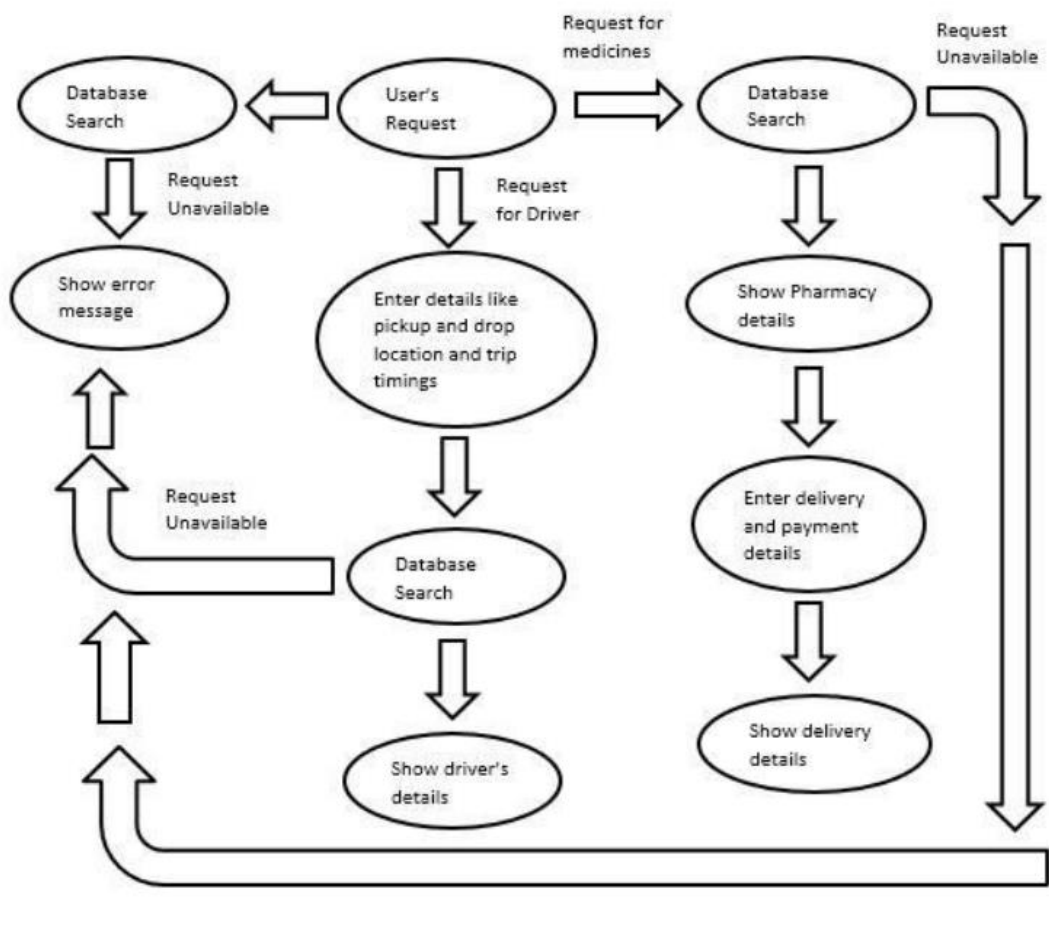 Request for
medicines
Request
Unavailable
Database
Search
User's
Request
Database
Search
Request
Unavailable
Request
for Driver
Show error
message
Enter details like
pickup and drop
location and trip
timings
Show Pharmacy
details
Request
Unavailable
Enter delivery
and payment
details
Database
Search
Show driver's
details
Show delivery
details